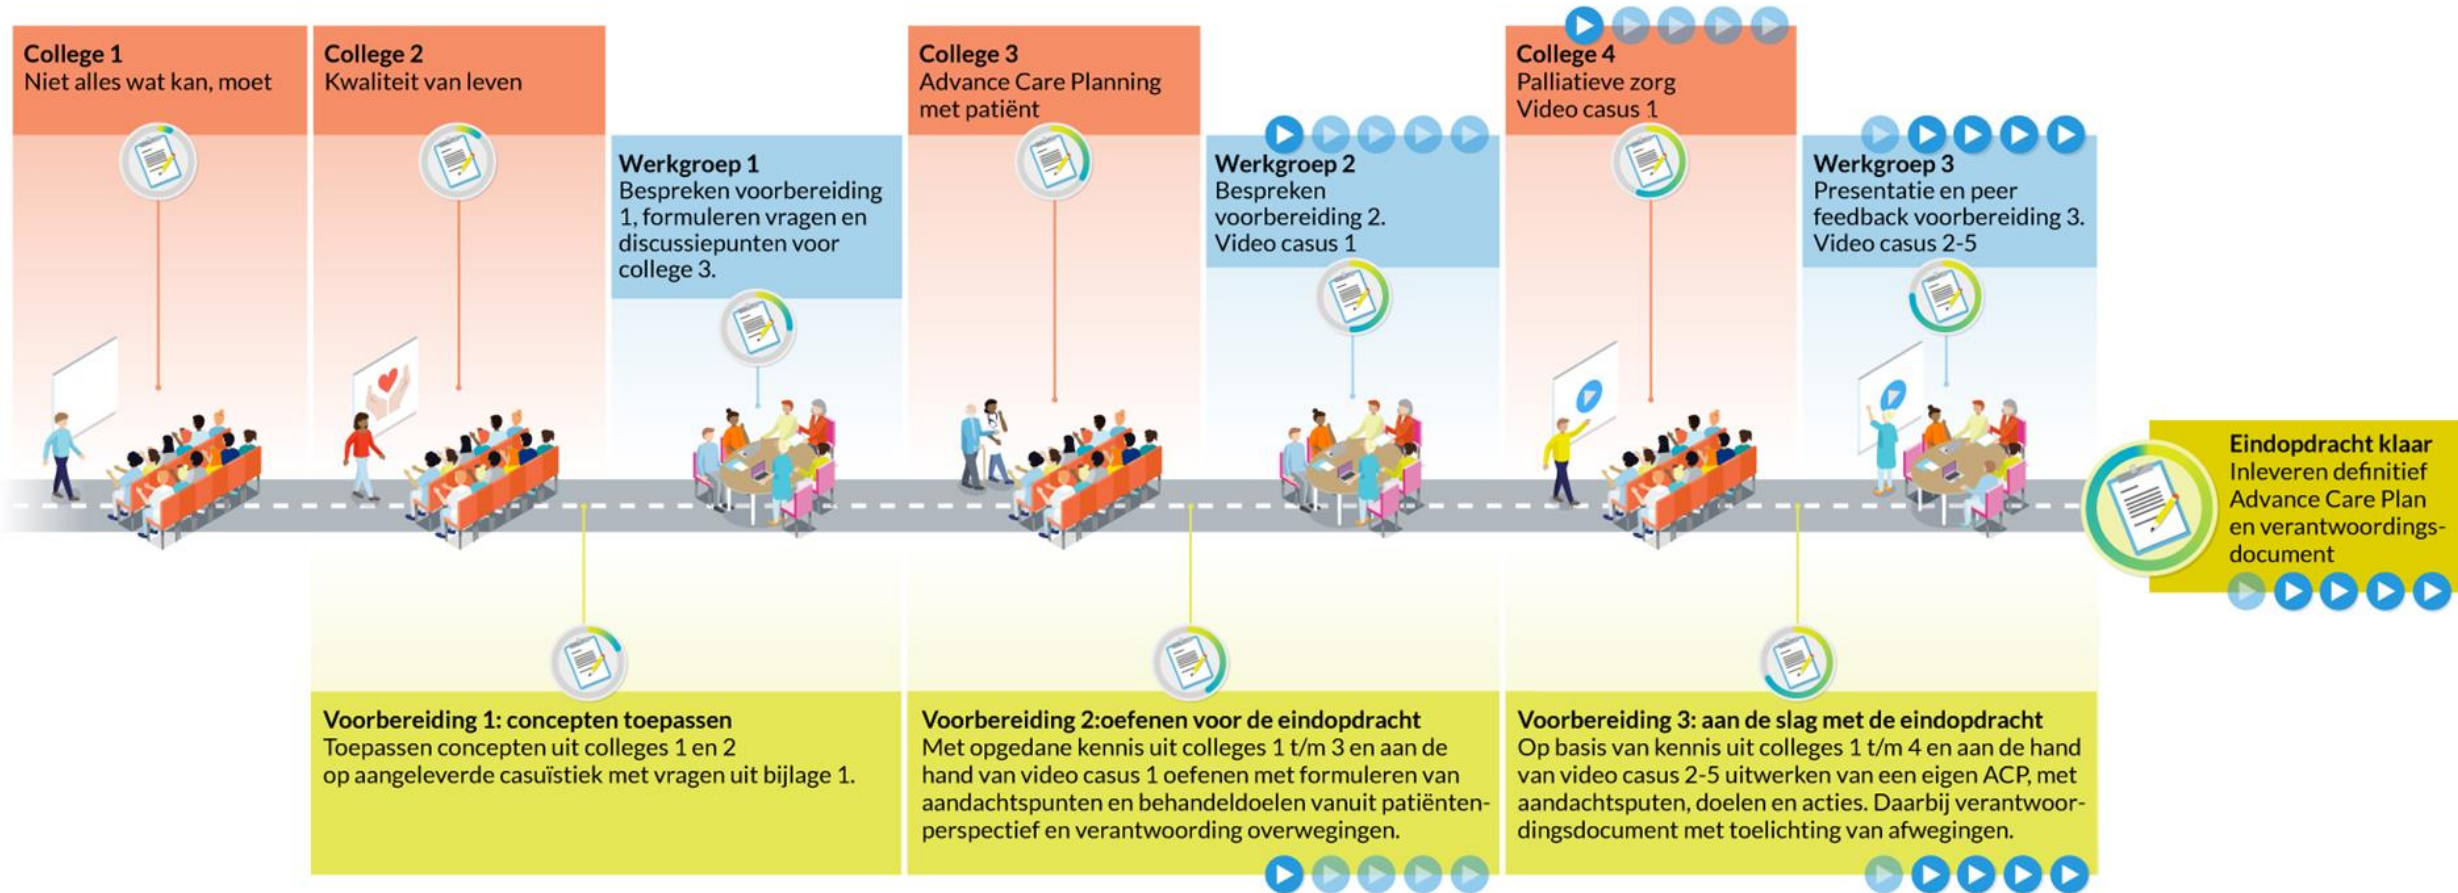 College 1
Niet alles wat kan, moet
College 2
Kwaliteit van leven
Werkgroep 1
Bespreken voorbereiding
1, formuleren vragen en
discussiepunten voor
college 3.
College 3
Advance Care Planning
met patiënt
Werkgroep 2
Bespreken
voorbereiding 2.
Video casus 1
College 4
Palliatieve zorg
Video casus 1
Werkgroep 3
Presentatie en peer
feedback voorbereiding 3.
Video casus 2-5
Eindopdracht klaar
Inleveren definitief
Advance Care Plan
en verantwoordings-
document
Voorbereiding 1: concepten toepassen
Toepassen concepten uit colleges 1 en 2
op aangeleverde casuïstiek met vragen uit bijlage 1.
Voorbereiding 2:oefenen voor de eindopdracht
Met opgedane kennis uit colleges 1 t/m 3 en aan de
hand van video casus 1 oefenen met formuleren van
aandachtspunten en behandeldoelen vanuit patiënten-
perspectief en verantwoording overwegingen.
Voorbereiding 3: aan de slag met de eindopdracht
Op basis van kennis uit colleges 1 t/m 4 en aan de hand
van video casus 2-5 uitwerken van een eigen ACP, met
aandachtsputen, doelen en acties. Daarbij verantwoor-
dingsdocument met toelichting van afwegingen.